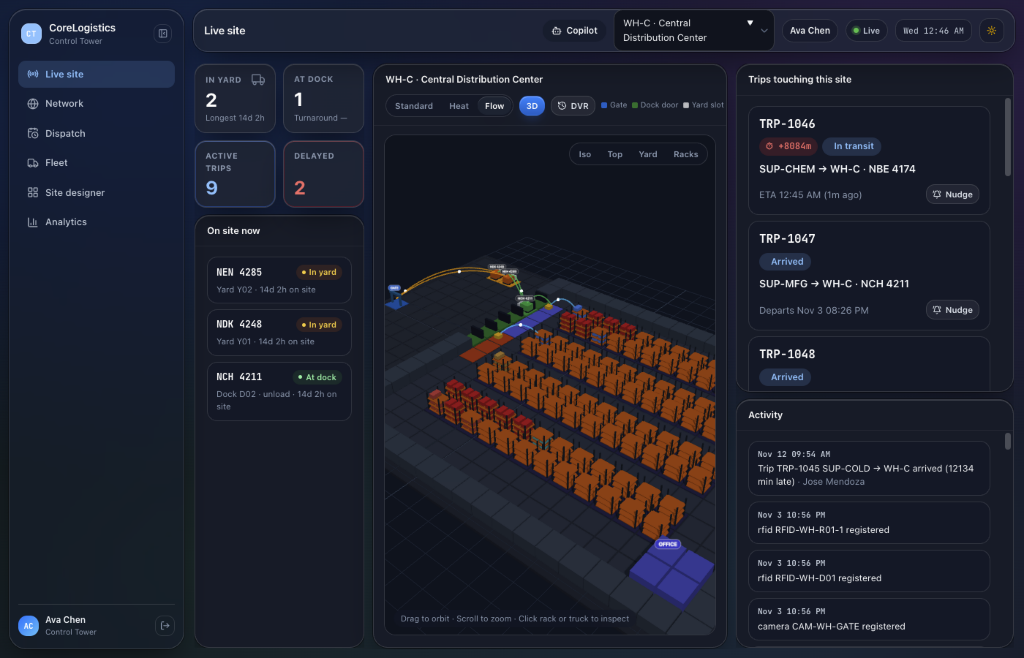 CT
CoreLogistics
Control Tower
Live site
Network
Dispatch
Fleet
Site designer
Analytics
AC
Ava Chen
Control Tower
Live site
Copilot
WH-C · Central
Distribution Center
Ava Chen
Live
Wed 12:46 AM
IN YARD
2
Longest 14d 2h
AT DOCK
1
Turnaround —
ACTIVE
TRIPS
9
DELAYED
2
On site now
NEN 4285
In yard
Yard Y02 · 14d 2h on site
NDK 4248
In yard
Yard Y01 · 14d 2h on site
NCH 4211
At dock
Dock D02 · unload · 14d 2h on
site
WH-C · Central Distribution Center
Standard
Heat
Flow
3D
DVR
Gate
Dock door
Yard slot
Iso
Top
Yard
Racks
OFFICE
Drag to orbit · Scroll to zoom · Click rack or truck to inspect
Trips touching this site
TRP-1046
+8084m
In transit
SUP-CHEM → WH-C · NBE 4174
ETA 12:45 AM (1m ago)
Nudge
TRP-1047
Arrived
SUP-MFG → WH-C · NCH 4211
Departs Nov 3 08:26 PM
Nudge
TRP-1048
Arrived
Activity
Nov 12 09:54 AM
Trip TRP-1045 SUP-COLD → WH-C arrived (12134
min late) · Jose Mendoza
Nov 3 10:56 PM
rfid RFID-WH-R01-1 registered
Nov 3 10:56 PM
rfid RFID-WH-D01 registered
Nov 3 10:56 PM
camera CAM-WH-GATE registered